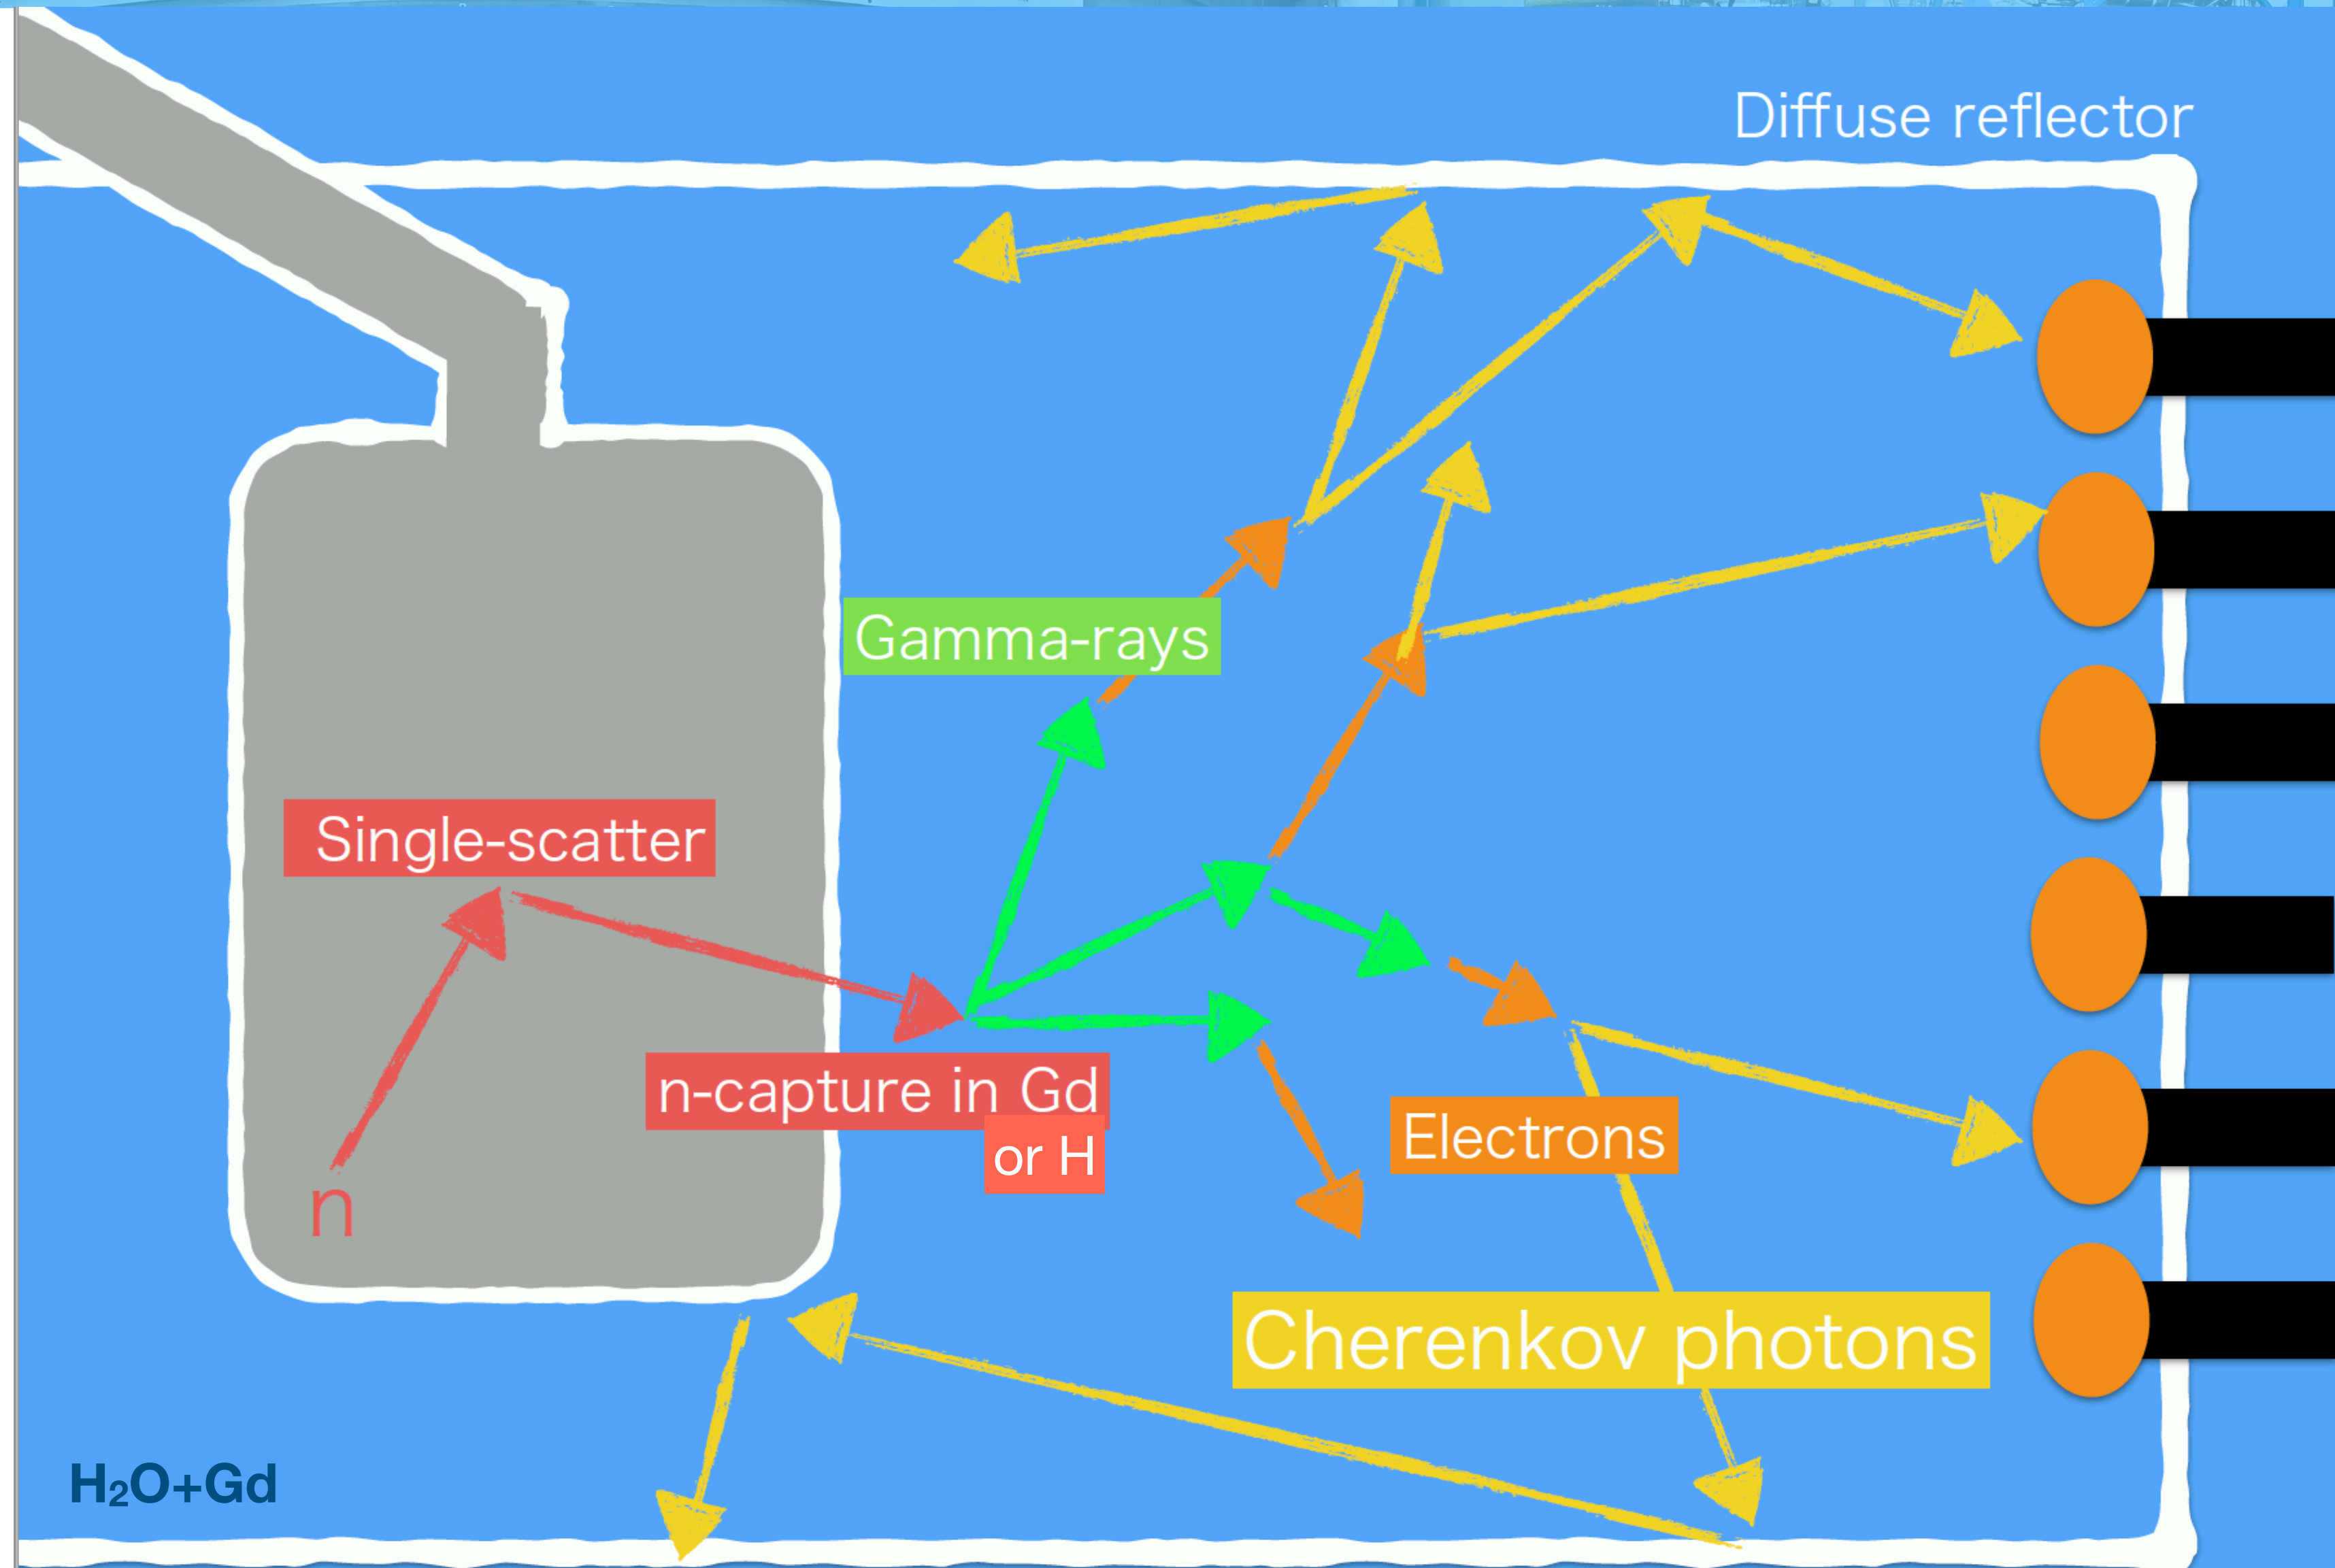 Diffuse reflector
Gamma-rays
Single-scatter
n-capture in Gd
or H
n
Electrons
Cherenkov photons
H₂O+Gd